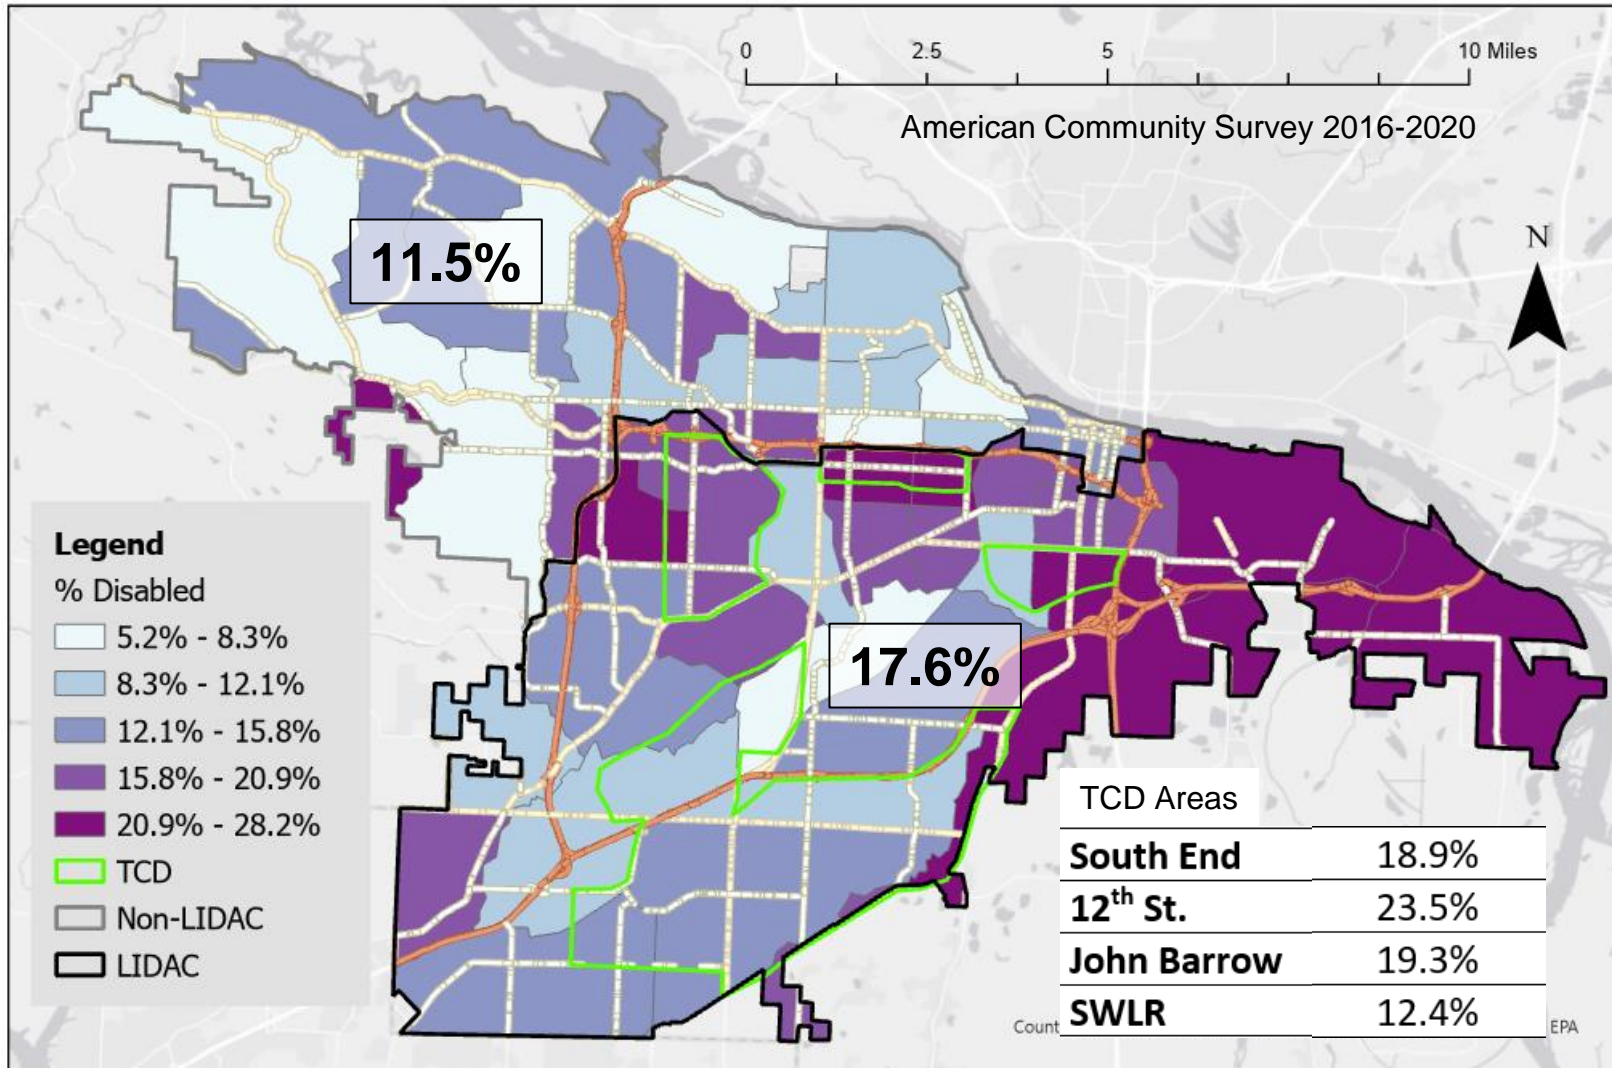 0 2.5 5 10 Miles
American Community Survey 2016-2020
N
11.5%
17.6%
Legend
% Disabled
5.2% - 8.3%
8.3% - 12.1%
12.1% - 15.8%
15.8% - 20.9%
20.9% - 28.2%
TCD
Non-LIDAC
LIDAC
TCD Areas
South End 18.9%
12th St. 23.5%
John Barrow 19.3%
SWLR 12.4%
Count EPA